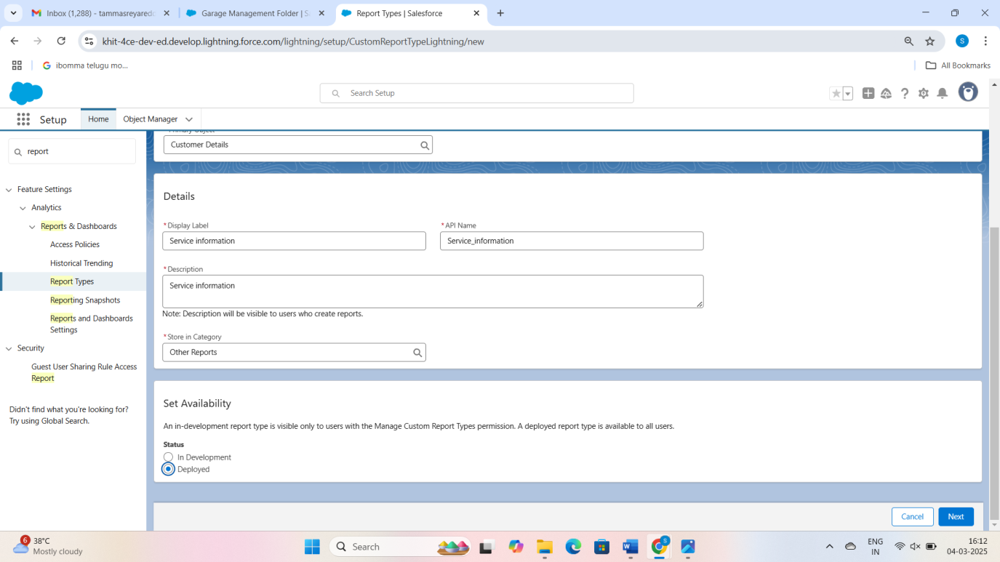 Inbox (1,288) - tammasreyaredd
Garage Management Folder | S
Report Types | Salesforce
khit-4ce-dev-ed.develop.lightning.force.com/lightning/setup/CustomReportTypeLightning/new
S
ibomma telugu mo...
All Bookmarks
Search Setup
Setup
Home
Object Manager
report
Feature Settings
Analytics
Reports & Dashboards
Access Policies
Historical Trending
Report Types
Reporting Snapshots
Reports and Dashboards
Settings
Security
Guest User Sharing Rule Access
Report
Didn't find what you're looking for?
Try using Global Search.
Primary Object
Customer Details
Details
*Display Label
Service information
*API Name
Service_information
*Description
Service information
Note: Description will be visible to users who create reports.
*Store in Category
Other Reports
Set Availability
An in-development report type is visible only to users with the Manage Custom Report Types permission. A deployed report type is available to all users.
Status
In Development
Deployed
Cancel
Next
6
38°C
Mostly cloudy
Search
S
ENG
IN
16:12
04-03-2025